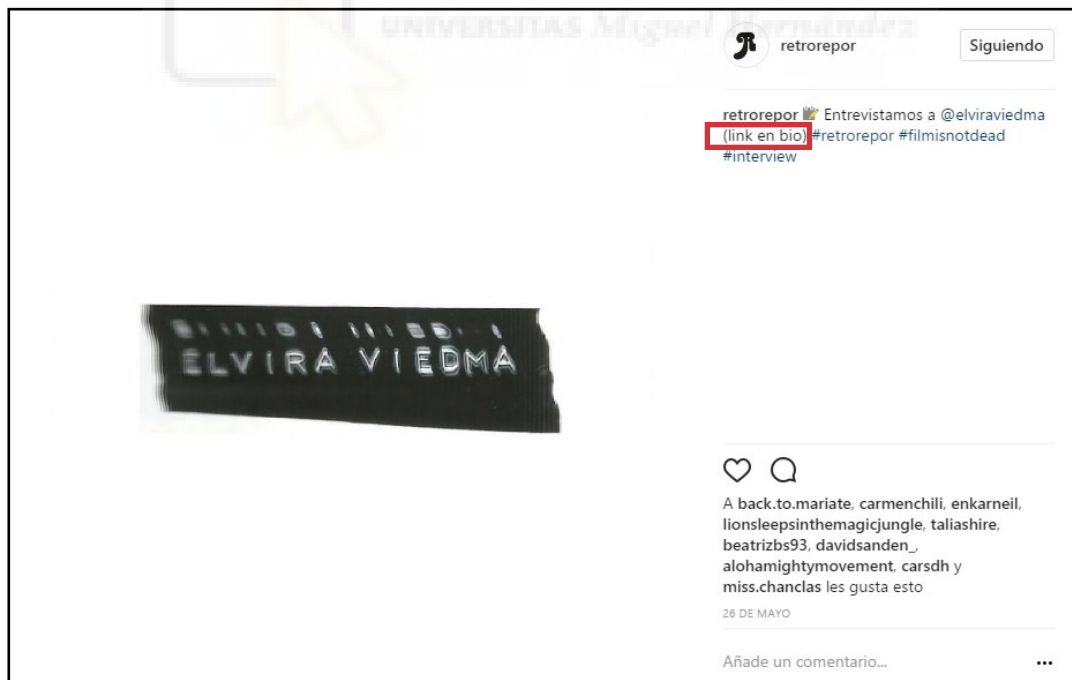 UNIVERSITAS Miguel Hernández
retrorepor
Siguiendo
retrorepor Entrevistamos a @elviraviedma
(link en bio) #retrorepor #filmisnotdead
#interview
ELVIRA VIEDMA
A back.to.mariate, carmenchili, enkarneil,
lionsleepsinthemagicjungle, taliashire,
beatrizbs93, davidsanden_,
alohamightymovement, carsdh y
miss.chanclas les gusta esto
26 DE MAYO
Añade un comentario...